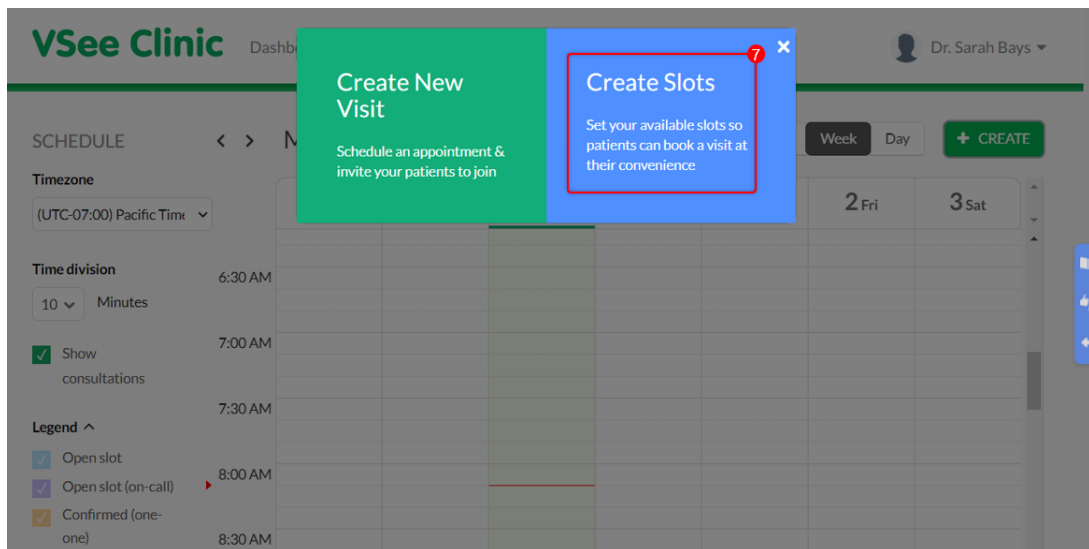 VSee Clinic
Dashb
Dr. Sarah Bays
7
Create New
Visit
Schedule an appointment &
invite your patients to join
Create Slots
Set your available slots so
patients can book a visit at
their convenience
SCHEDULE
< >
M
Week
Day
+ CREATE
Timezone
(UTC-07:00) Pacific Time
2 Fri
3 Sat
Time division
10
Minutes
Show
consultations
Legend
Open slot
Open slot (on-call)
Confirmed (one-
one)
6:30 AM
7:00 AM
7:30 AM
8:00 AM
8:30 AM